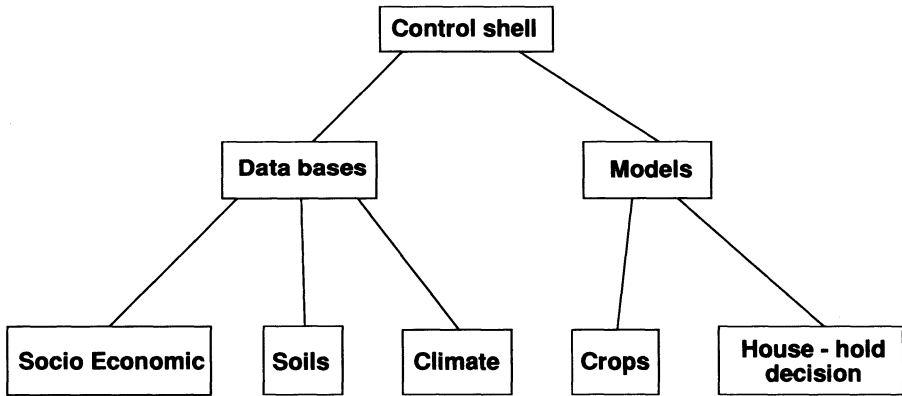 Control shell
Data bases
Models
Socio Economic
Soils
Climate
Crops
House - hold
decision